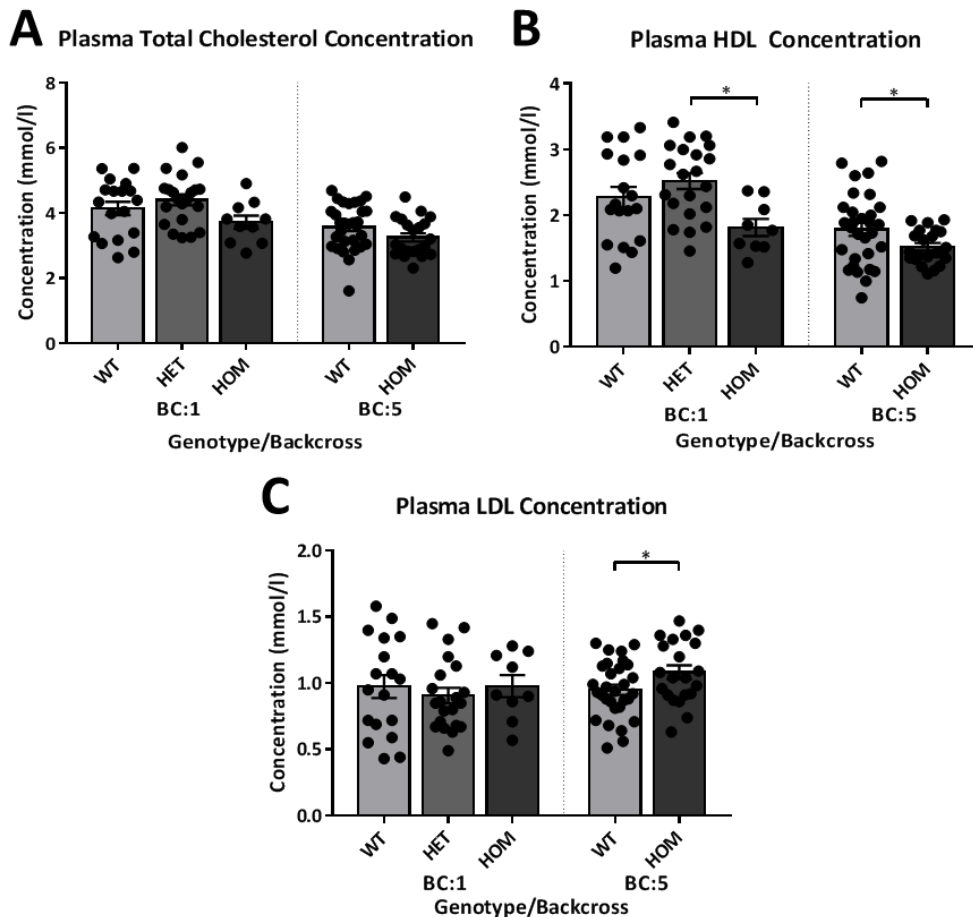 A Plasma Total Cholesterol Concentration
Concentration (mmol/l)
8
6
4
2
0
WT HET HOM WT HOM
BC:1 BC:5
Genotype/Backcross
B Plasma HDL Concentration
Concentration (mmol/l)
4
3
2
1
0
* *
WT HET HOM WT HOM
BC:1 BC:5
Genotype/Backcross
C Plasma LDL Concentration
Concentration (mmol/l)
2.0
1.5
1.0
0.5
0.0
*
WT HET HOM WT HOM
BC:1 BC:5
Genotype/Backcross